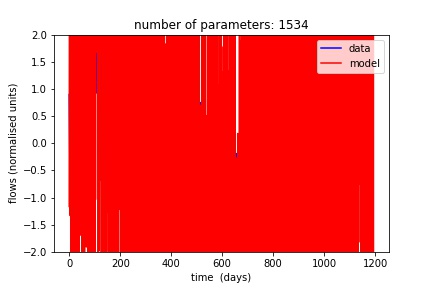 number of parameters: 1534
2.0
1.5
1.0
0.5
0.0
−0.5
−1.0
−1.5
−2.0
flows (normalised units)
data
model
0 200 400 600 800 1000 1200
time (days)